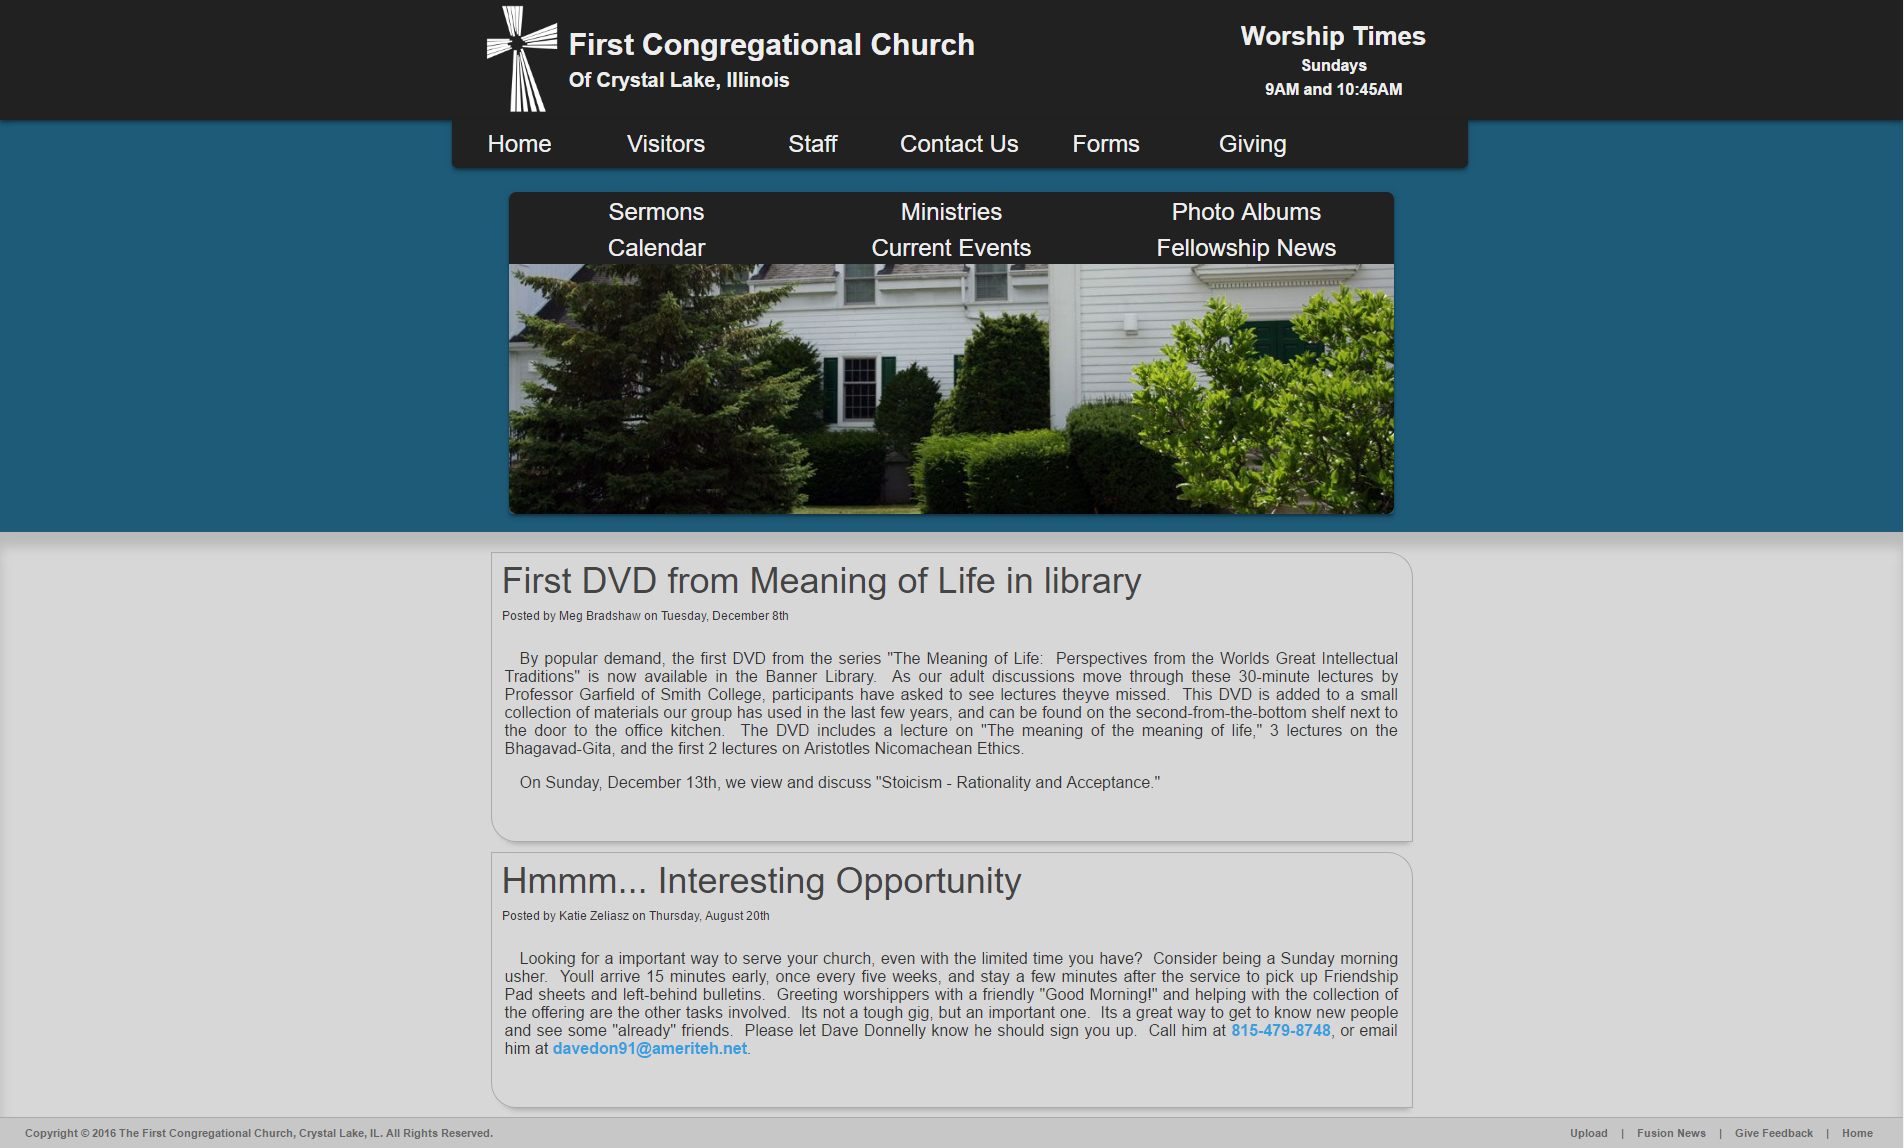 First Congregational Church
Of Crystal Lake, Illinois
Worship Times
Sundays
9AM and 10:45AM
Home Visitors Staff Contact Us Forms Giving
Sermons Ministries Photo Albums
Calendar Current Events Fellowship News
First DVD from Meaning of Life in library
Posted by Meg Bradshaw on Tuesday, December 8th
By popular demand, the first DVD from the series "The Meaning of Life: Perspectives from the Worlds Great Intellectual
Traditions" is now available in the Banner Library. As our adult discussions move through these 30-minute lectures by
Professor Garfield of Smith College, participants have asked to see lectures theyve missed. This DVD is added to a small
collection of materials our group has used in the last few years, and can be found on the second-from-the-bottom shelf next to
the door to the office kitchen. The DVD includes a lecture on "The meaning of the meaning of life," 3 lectures on the
Bhagavad-Gita, and the first 2 lectures on Aristotles Nicomachean Ethics.
On Sunday, December 13th, we view and discuss "Stoicism - Rationality and Acceptance."
Hmmm... Interesting Opportunity
Posted by Katie Zeliasz on Thursday, August 20th
Looking for a important way to serve your church, even with the limited time you have? Consider being a Sunday morning
usher. Youll arrive 15 minutes early, once every five weeks, and stay a few minutes after the service to pick up Friendship
Pad sheets and left-behind bulletins. Greeting worshippers with a friendly "Good Morning!" and helping with the collection of
the offering are the other tasks involved. Its not a tough gig, but an important one. Its a great way to get to know new people
and see some "already" friends. Please let Dave Donnelly know he should sign you up. Call him at 815-479-8748, or email
him at davedon91@ameriteh.net.
Copyright © 2016 The First Congregational Church, Crystal Lake, IL. All Rights Reserved.
Upload | Fusion News | Give Feedback | Home